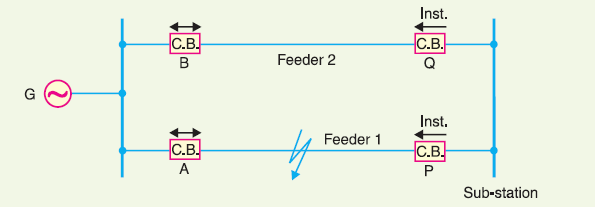 Inst.
C.B.
C.B.
B
Feeder 2
Q
G
Inst.
Feeder 1
C.B.
C.B.
A
P
Sub-station